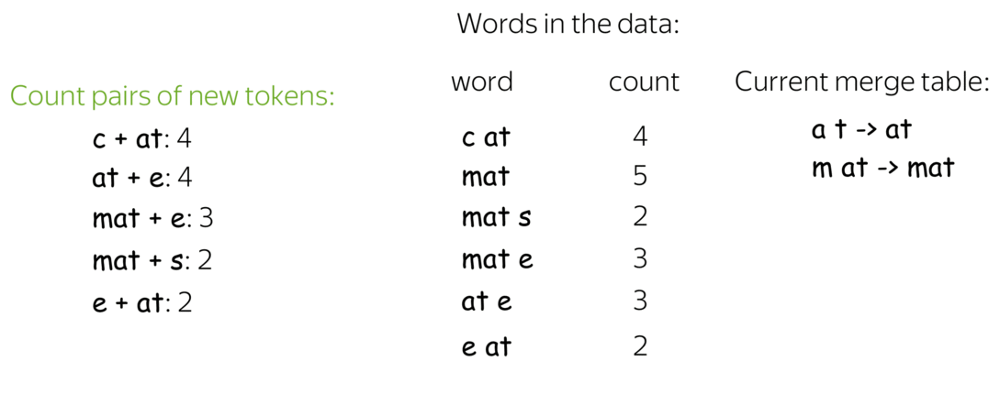 Words in the data:
Count pairs of new tokens:
c + at: 4
at + e: 4
mat + e: 3
mat + s: 2
e + at: 2
word count
c at 4
mat 5
mat s 2
mat e 3
at e 3
e at 2
Current merge table:
a t -> at
m at -> mat